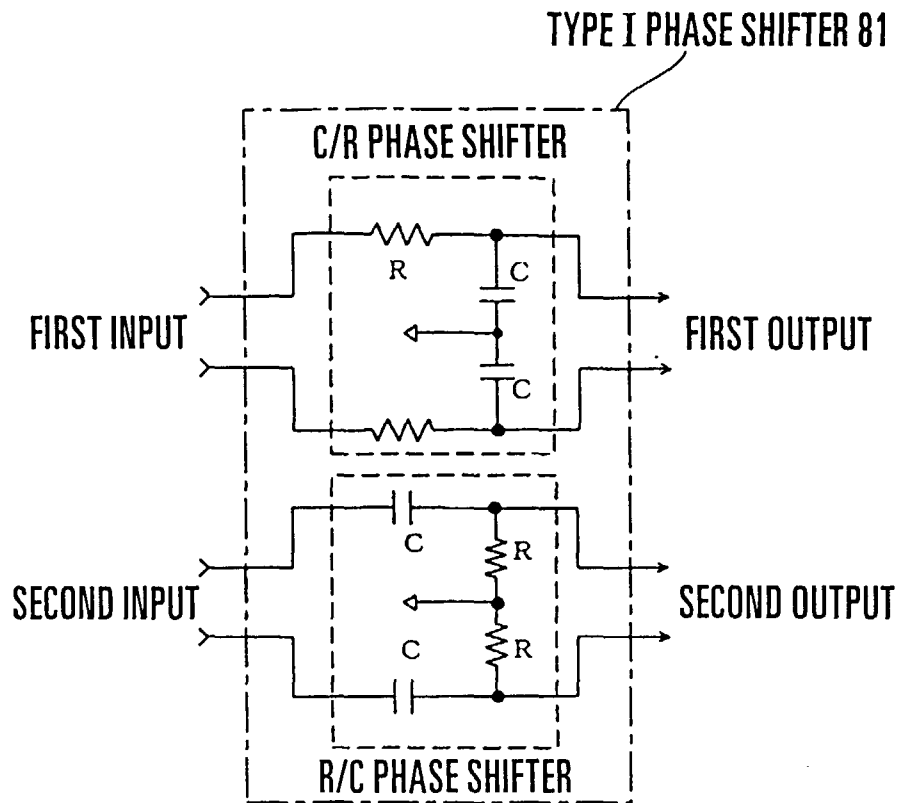 TYPE I PHASE SHIFTER 81
C/R PHASE SHIFTER
R
C
FIRST INPUT
FIRST OUTPUT
C
C
R
SECOND INPUT
SECOND OUTPUT
C
R
R/C PHASE SHIFTER